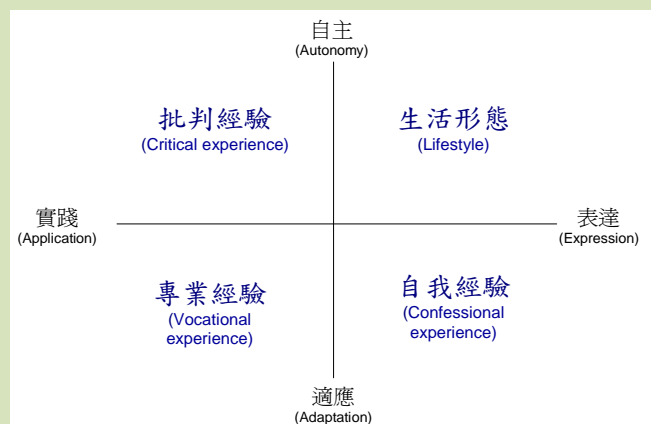 自主
(Autonomy)
批判經驗
(Critical experience)
生活形態
(Lifestyle)
實踐
(Application)
表達
(Expression)
專業經驗
(Vocational
experience)
自我經驗
(Confessional
experience)
適應
(Adaptation)